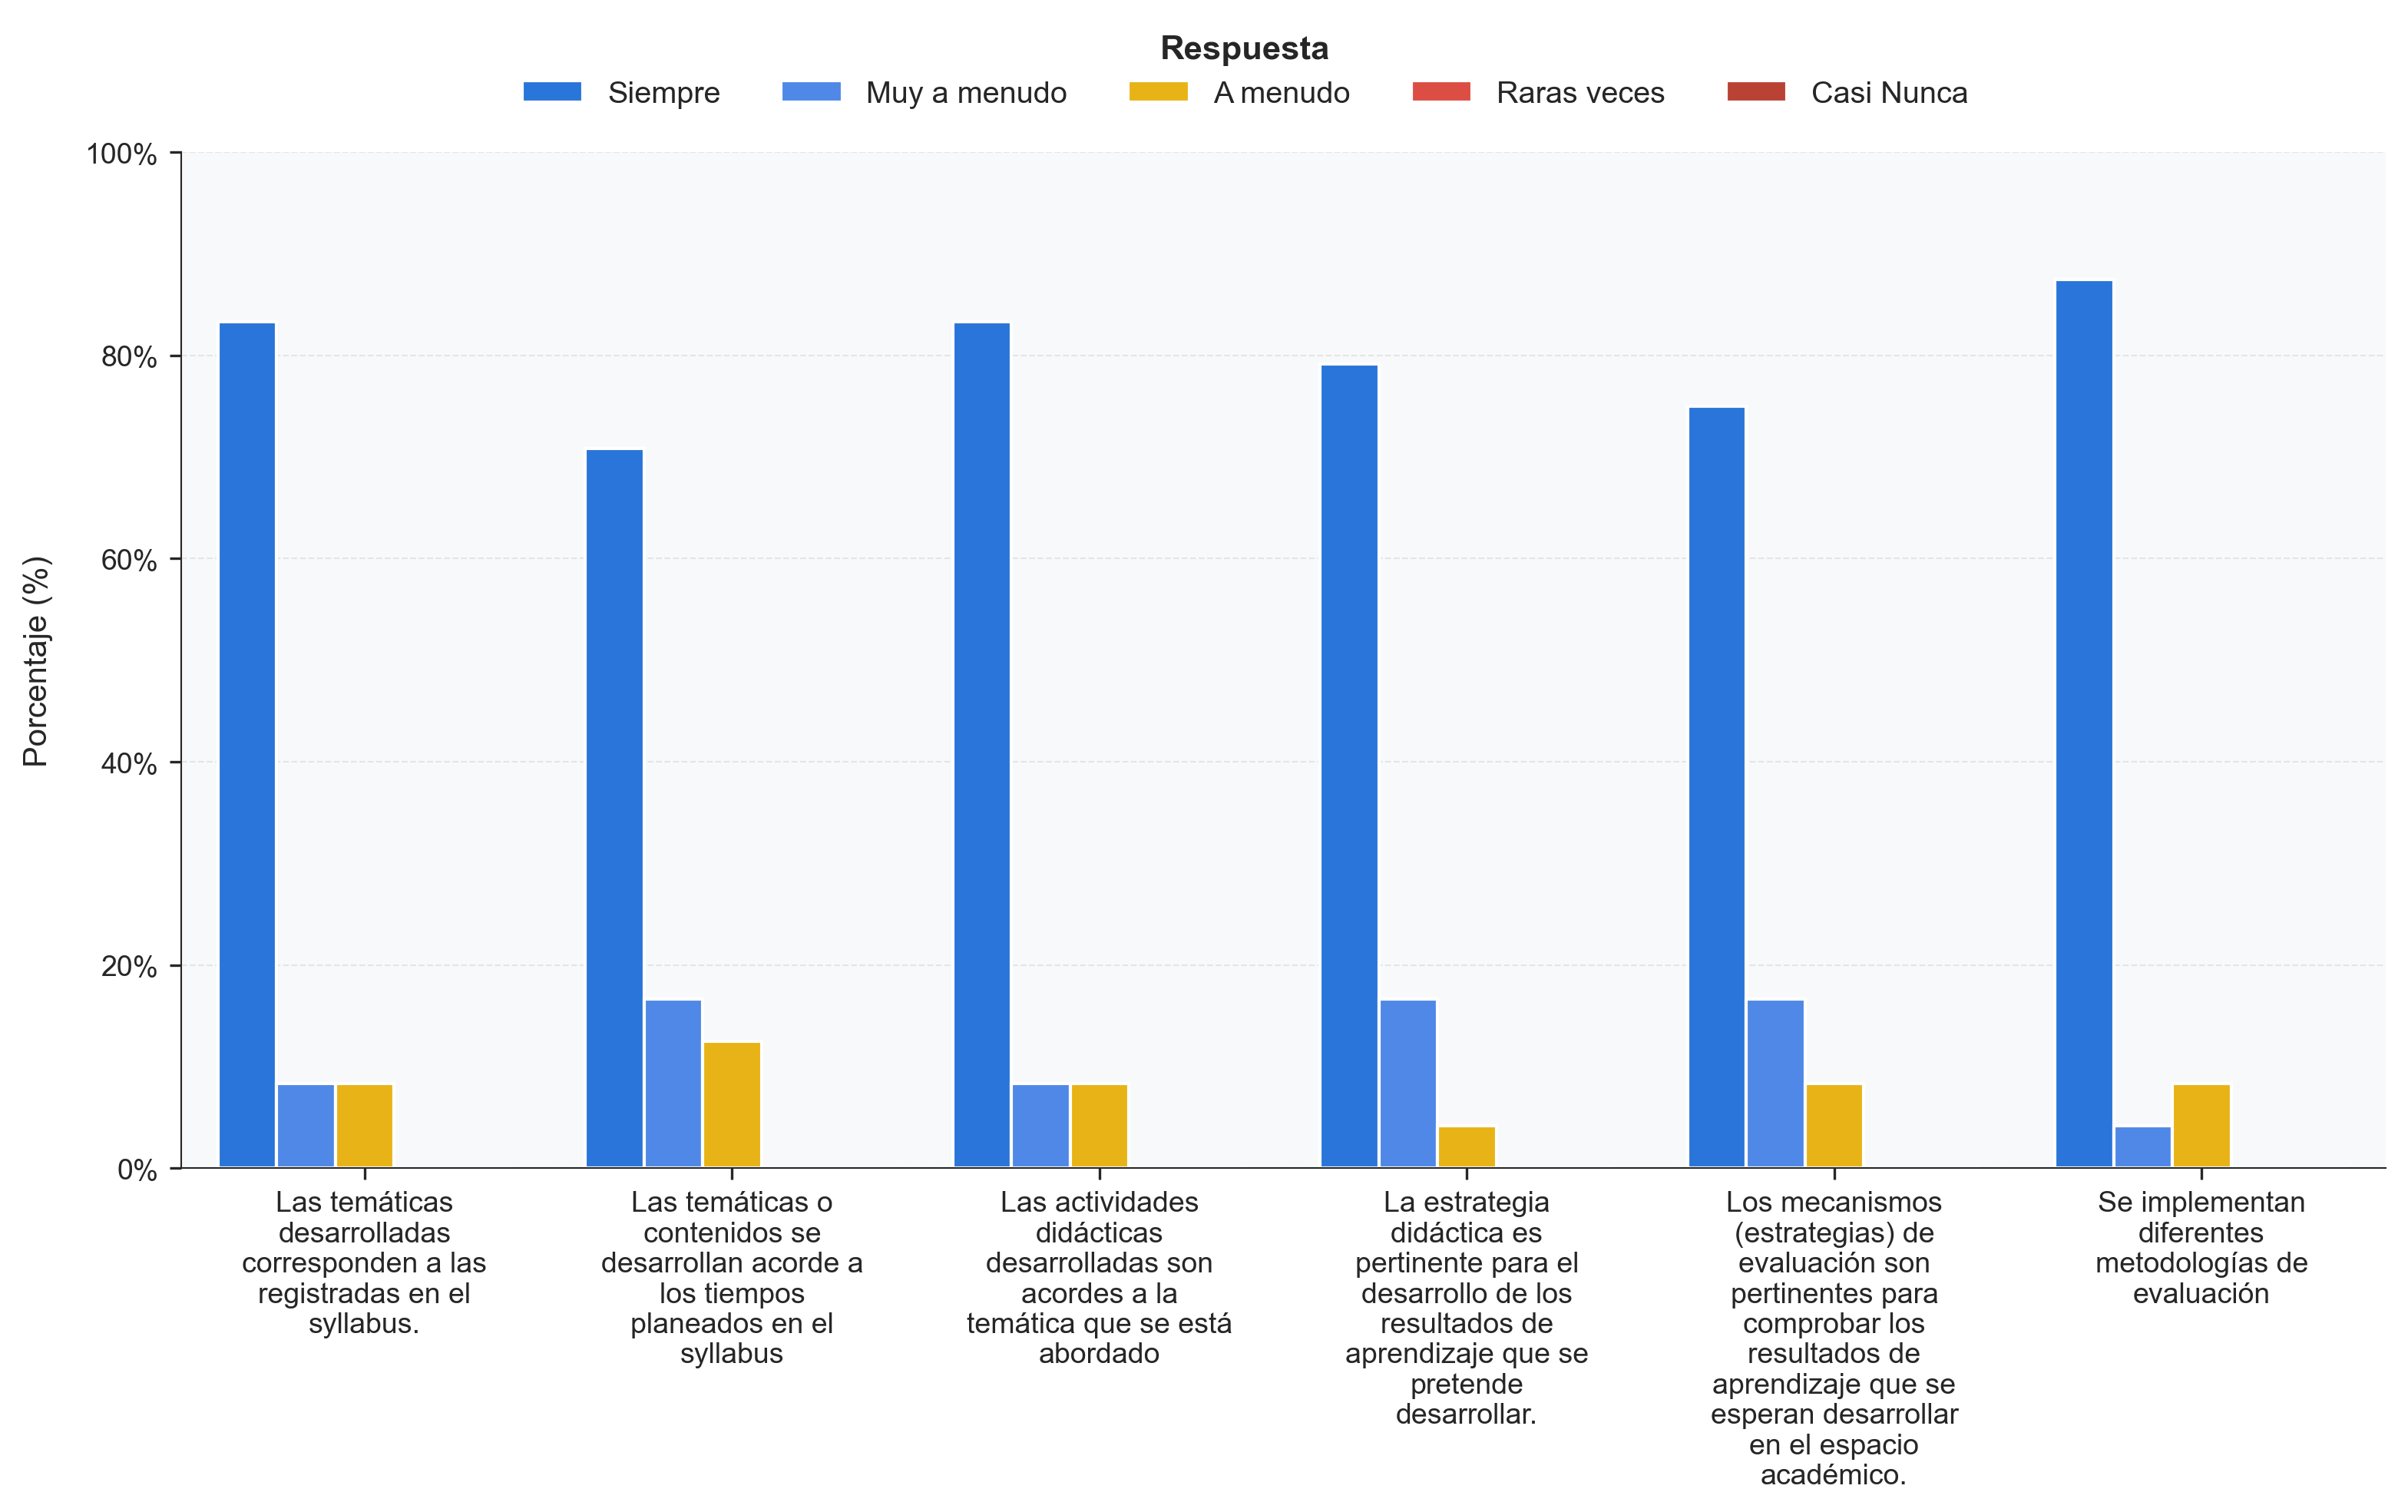 Respuesta
Siempre Muy a menudo A menudo Raras veces Casi Nunca
Porcentaje (%)
100%
80%
60%
40%
20%
0%
Las temáticas
desarrolladas
corresponden a las
registradas en el
syllabus.
Las temáticas o
contenidos se
desarrollan acorde a
los tiempos
planeados en el
syllabus
Las actividades
didácticas
desarrolladas son
acordes a la
temática que se está
abordado
La estrategia
didáctica es
pertinente para el
desarrollo de los
resultados de
aprendizaje que se
pretende
desarrollar.
Los mecanismos
(estrategias) de
evaluación son
pertinentes para
comprobar los
resultados de
aprendizaje que se
esperan desarrollar
en el espacio
académico.
Se implementan
diferentes
metodologías de
evaluación